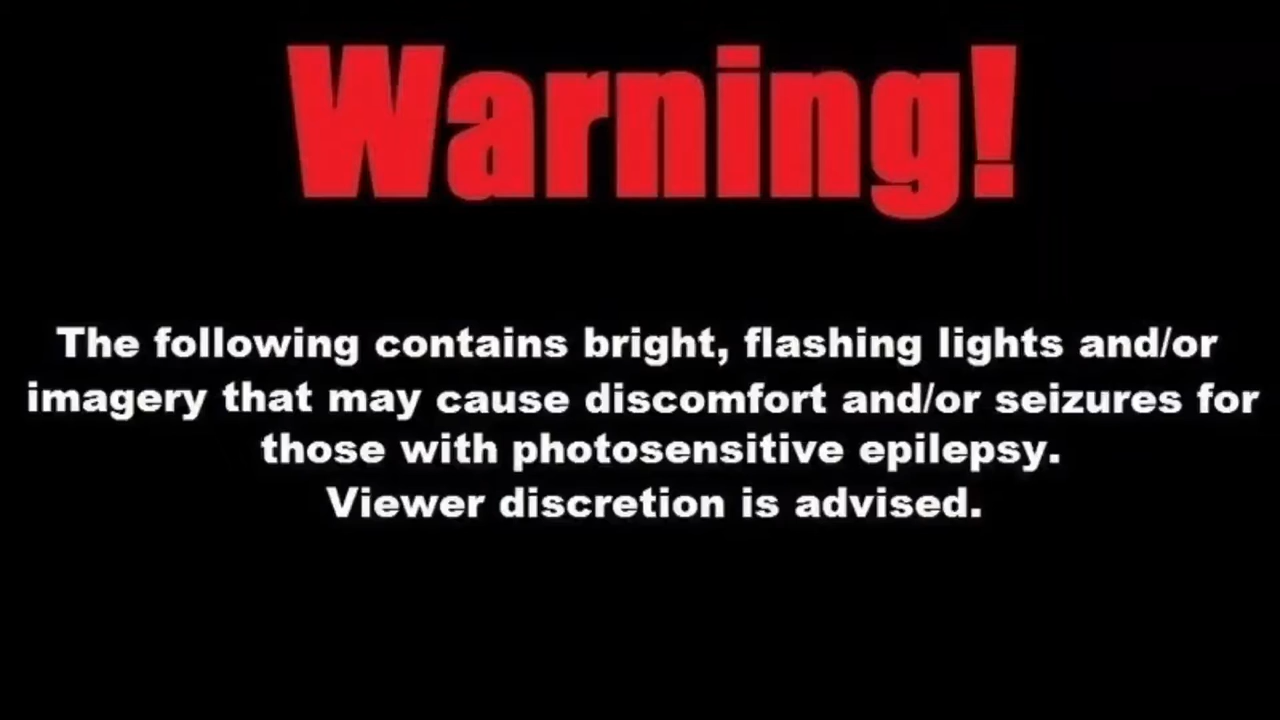 Warning!
The following contains bright, flashing lights and/or
imagery that may cause discomfort and/or seizures for
those with photosensitive epilepsy.
Viewer discretion is advised.